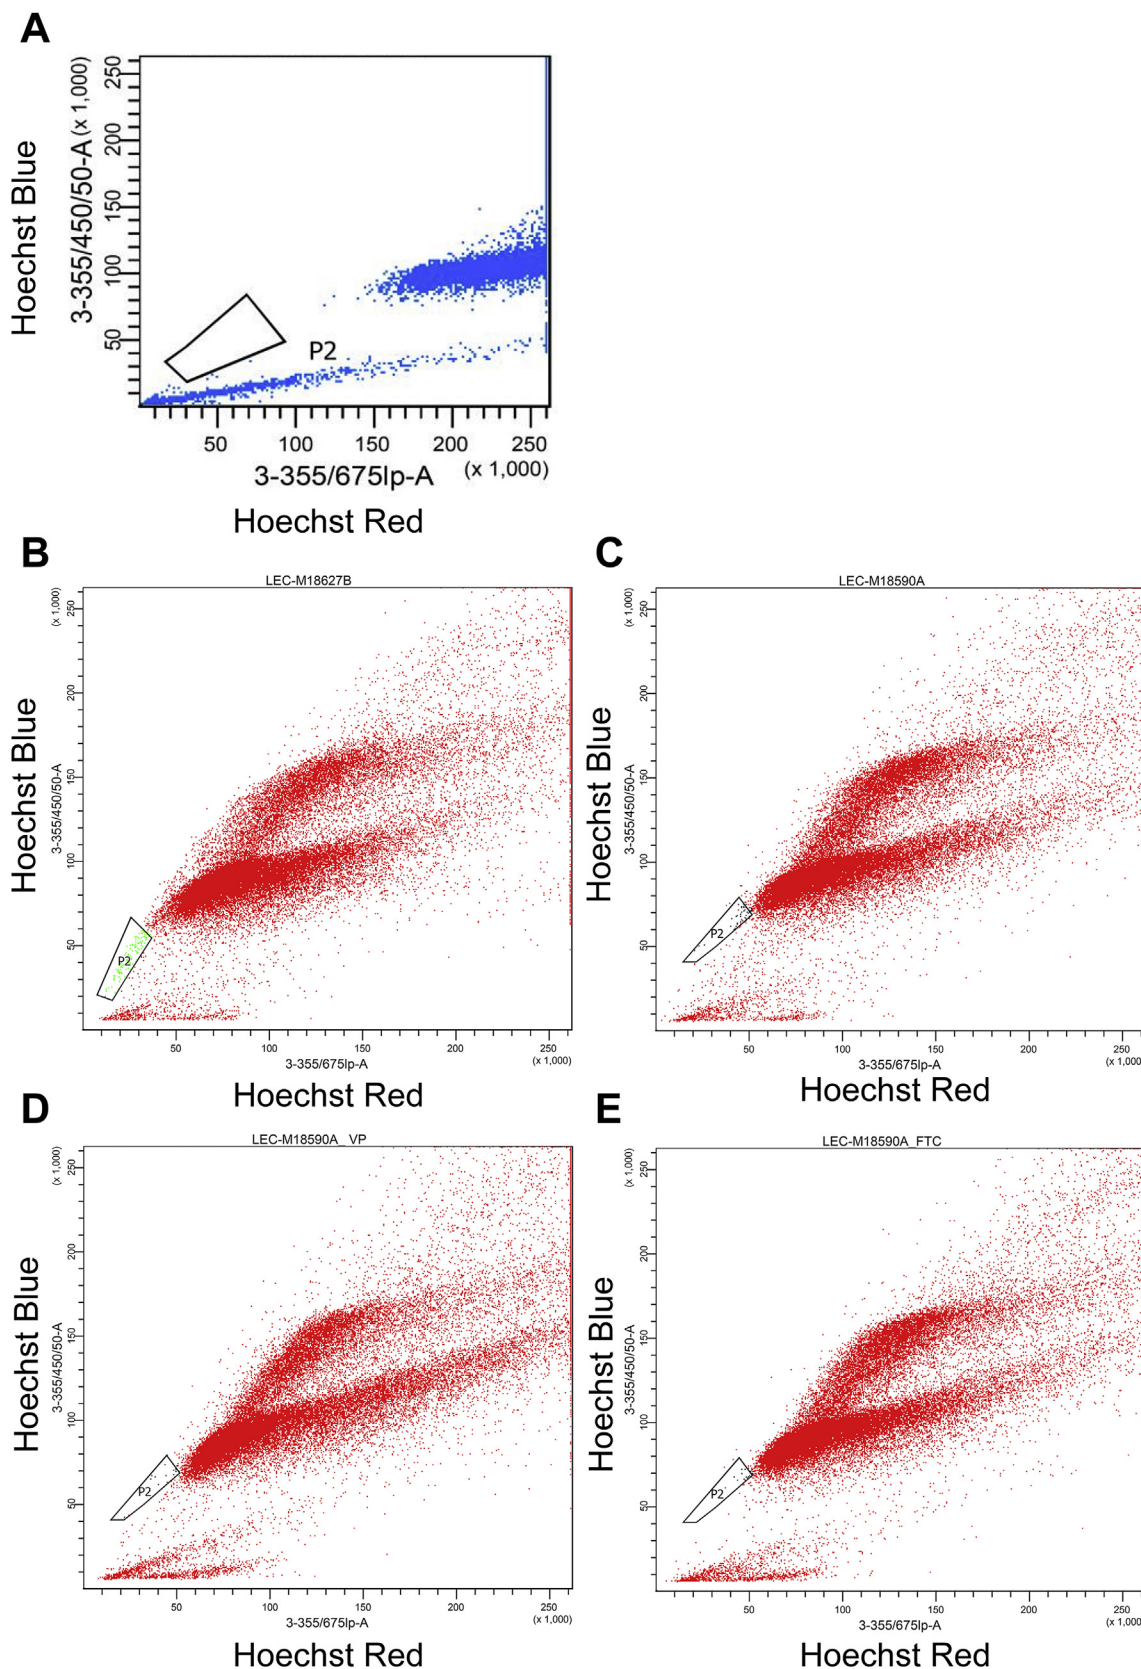 A
Hoechst Blue
3-355/450/50-A (x 1,000)
250
200
150
100
50
P2
50 100 150 200 250
3-355/675lp-A (x 1,000)
Hoechst Red
B
LEC-M18627B
Hoechst Blue
3-355/450/50-A
(x 1,000)
250
200
150
100
50
P2
50 100 150 200 250
3-355/675lp-A (x 1,000)
Hoechst Red
C
LEC-M18590A
Hoechst Blue
3-355/450/50-A
(x 1,000)
250
200
150
100
50
P2
50 100 150 200 250
3-355/675lp-A (x 1,000)
Hoechst Red
D
LEC-M18590A_ VP
Hoechst Blue
3-355/450/50-A
(x 1,000)
250
200
150
100
50
P2
50 100 150 200 250
3-355/675lp-A (x 1,000)
Hoechst Red
E
LEC-M18590A_FTC
Hoechst Blue
3-355/450/50-A
(x 1,000)
250
200
150
100
50
P2
50 100 150 200 250
3-355/675lp-A (x 1,000)
Hoechst Red